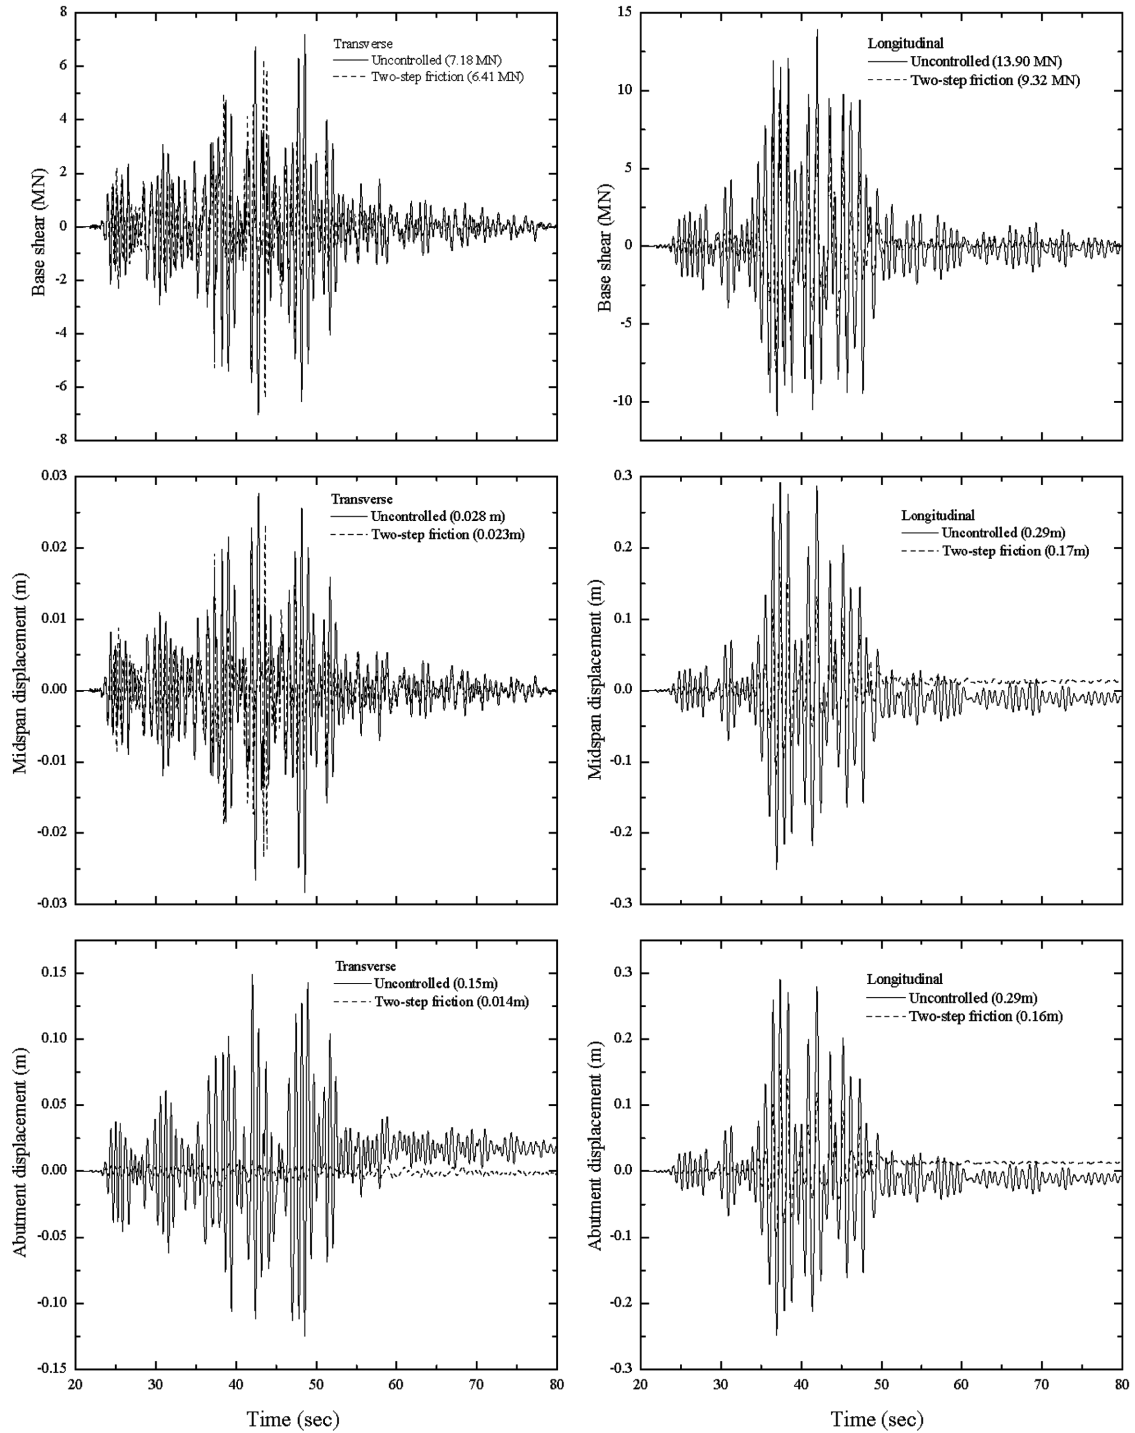 8
6
4
2
0
-2
-4
-6
-8
Base shear (MN)
Transverse
Uncontrolled (7.18 MN)
Two-step friction (6.41 MN)
15
10
5
0
-5
-10
Base shear (MN)
Longitudinal
Uncontrolled (13.90 MN)
Two-step friction (9.32 MN)
0.03
0.02
0.01
0.00
-0.01
-0.02
-0.03
Midspan displacement (m)
Transverse
Uncontrolled (0.028 m)
Two-step friction (0.023m)
0.3
0.2
0.1
0.0
-0.1
-0.2
-0.3
Midspan displacement (m)
Longitudinal
Uncontrolled (0.29m)
Two-step friction (0.17m)
0.15
0.10
0.05
0.00
-0.05
-0.10
-0.15
Abutment displacement (m)
Transverse
Uncontrolled (0.15m)
Two-step friction (0.014m)
20 30 40 50 60 70 80
Time (sec)
0.3
0.2
0.1
0.0
-0.1
-0.2
-0.3
Abutment displacement (m)
Longitudinal
Uncontrolled (0.29m)
Two-step friction (0.16m)
20 30 40 50 60 70 80
Time (sec)